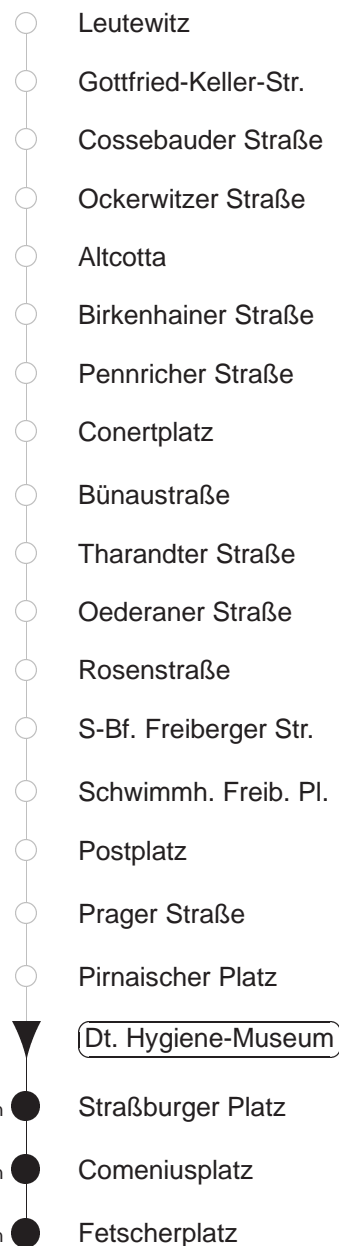 Leutewitz
Gottfried-Keller-Str.
Cossebauder Straße
Ockerwitzer Straße
Altcotta
Birkenhainer Straße
Pennricher Straße
Conertplatz
Bünaustraße
Tharandter Straße
Oederaner Straße
Rosenstraße
S-Bf. Freiberger Str.
Schwimmh. Freib. Pl.
Postplatz
Prager Straße
Pirnaischer Platz
Dt. Hygiene-Museum
Straßburger Platz
Comeniusplatz
Fetscherplatz